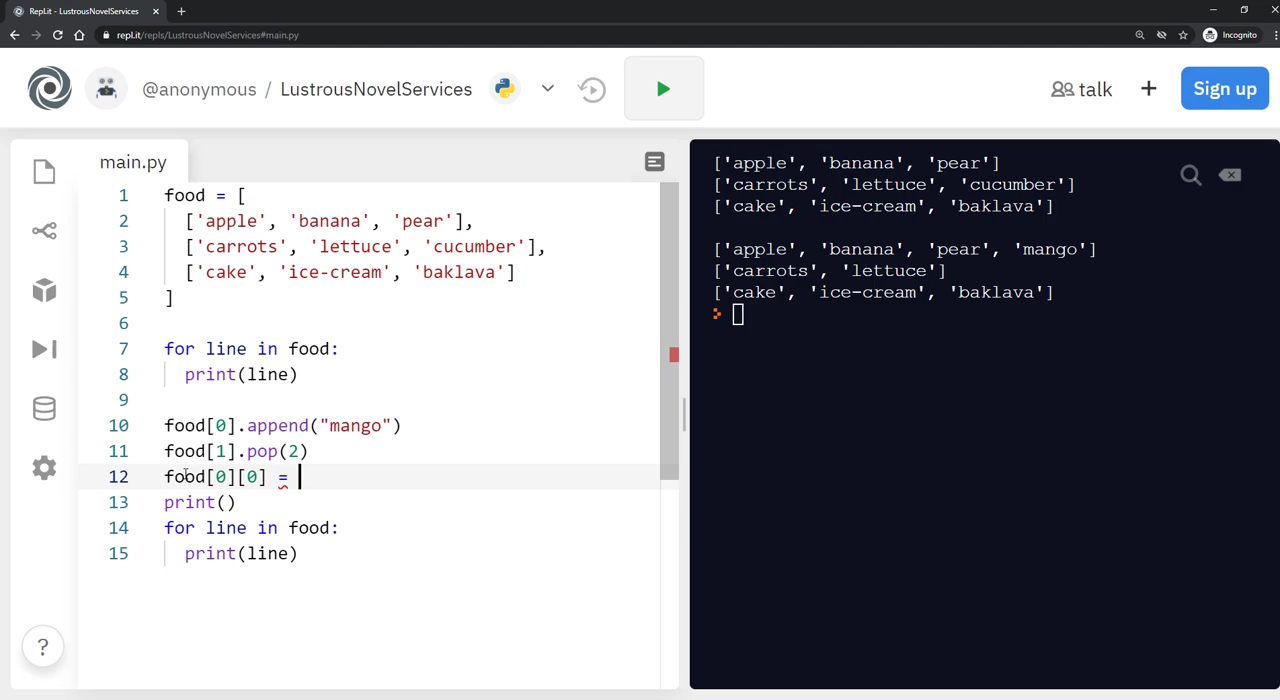 Repl.it - LustrousNovelServices
repl.it/repls/LustrousNovelServices#main.py
Incognito
@anonymous / LustrousNovelServices
talk
Sign up
main.py
1 food = [
2 ['apple', 'banana', 'pear'],
3 ['carrots', 'lettuce', 'cucumber'],
4 ['cake', 'ice-cream', 'baklava']
5 ]
6
7 for line in food:
8 print(line)
9
10 food[0].append("mango")
11 food[1].pop(2)
12 food[0][0] =
13 print()
14 for line in food:
15 print(line)
?
['apple', 'banana', 'pear']
['carrots', 'lettuce', 'cucumber']
['cake', 'ice-cream', 'baklava']
['apple', 'banana', 'pear', 'mango']
['carrots', 'lettuce']
['cake', 'ice-cream', 'baklava']